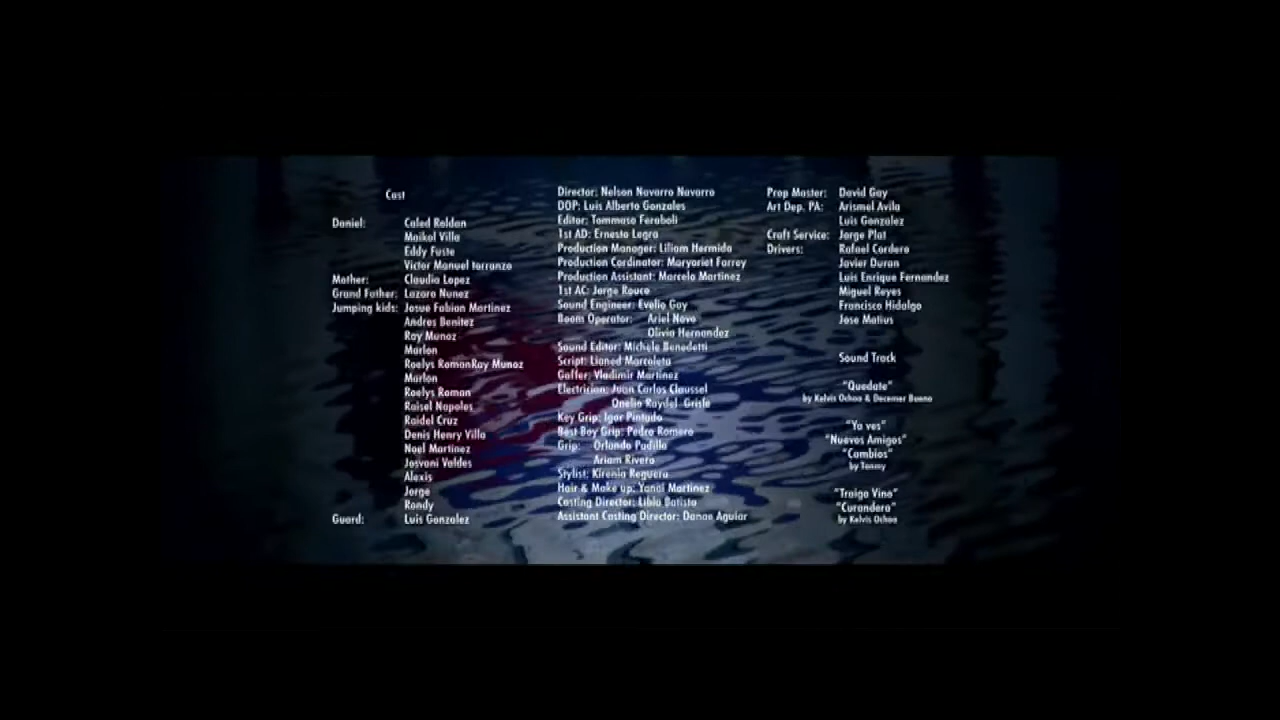 Cast
Daniel: Caled Roldan
Maikol Villa
Eddy Fuste
Victor Manuel torranzo
Mother: Claudia Lopez
Grand Father: Lazaro Nunez
Jumping kids: Josue Fabian Martinez
Andres Benitez
Ray Munoz
Marlon
Roelys RomanRay Munoz
Marlon
Roelys Roman
Raisel Napoles
Raidel Cruz
Denis Henry Villa
Noel Martinez
Josvani Valdes
Alexis
Jorge
Randy
Guard: Luis Gonzalez
Director: Nelson Navarro Navarro
DOP: Luis Alberto Gonzales
Editor: Tommaso Feraboli
1st AD: Ernesto Legra
Production Manager: Liliam Hermida
Production Cordinator: Maryoriet Farrey
Production Assistant: Marcelo Martinez
1st AC: Jorge Rouco
Sound Engineer: Evelio Gay
Boom Operator: Ariel Novo
Olivia Hernandez
Sound Editor: Michele Benedetti
Script: Lianed Marcoleta
Gaffer: Vladimir Martinez
Electrician: Juan Carlos Claussel
Onelio Raydel Grisle
Key Grip: Igor Pintado
Best Boy Grip: Pedro Romero
Grip: Orlando Padilla
Ariam Rivero
Stylist: Kirenia Reguera
Hair & Make up: Yanai Martinez
Casting Director: Libia Batista
Assistant Casting Director: Danae Aguiar
Prop Master: David Gay
Art Dep. PA: Arismel Avila
Luis Gonzalez
Craft Service: Jorge Plat
Drivers: Rafael Cordero
Javier Duran
Luis Enrique Fernandez
Miguel Reyes
Francisco Hidalgo
Jose Matius
Sound Track
"Quedate"
by Kelvis Ochoa & Decemer Bueno
"Ya ves"
"Nuevos Amigos"
"Cambios"
by Tammy
"Traigo Vino"
"Curandera"
by Kelvis Ochoa